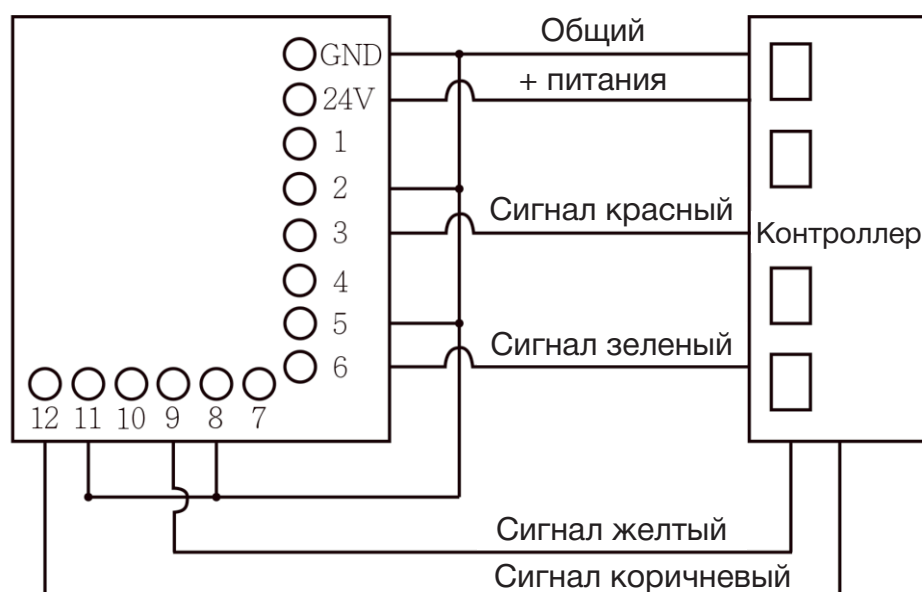 Общий
GND
+ питания
24V
1
2
Сигнал красный
3
Контроллер
4
5
Сигнал зеленый
6
12 11 10 9 8 7
Сигнал желтый
Сигнал коричневый